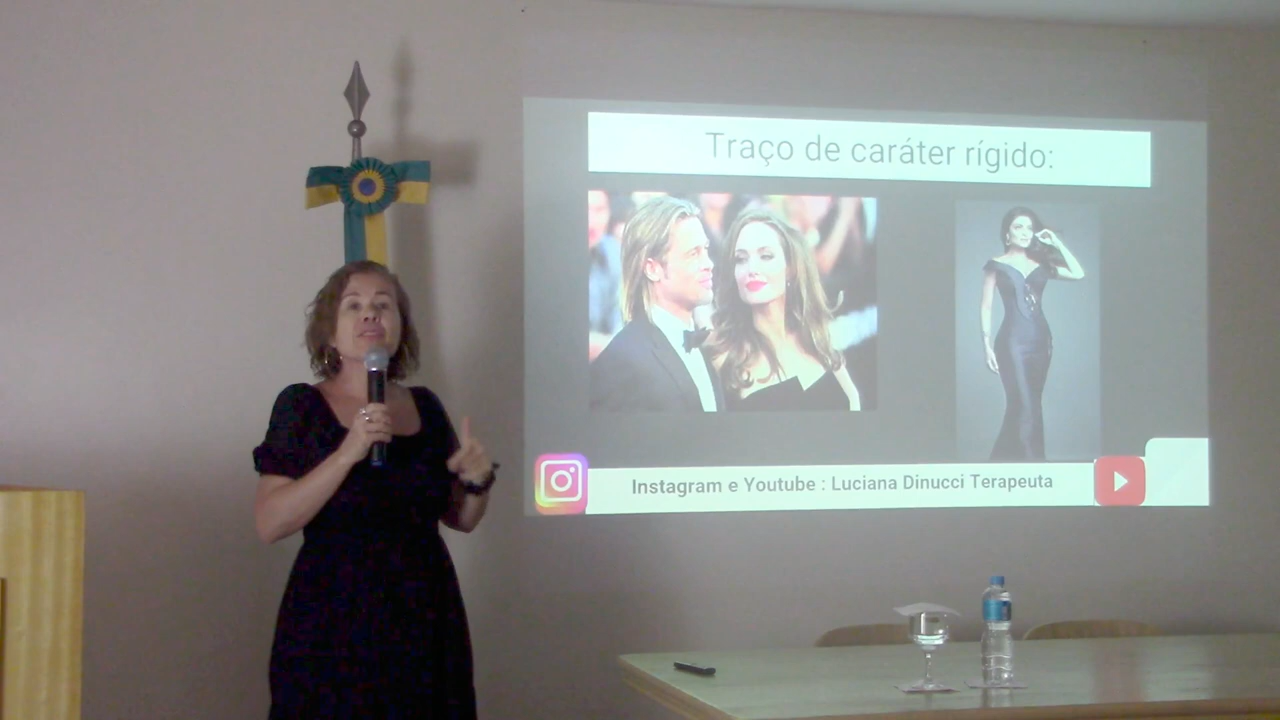 Traço de caráter rígido:
Instagram e Youtube : Luciana Dinucci Terapeuta